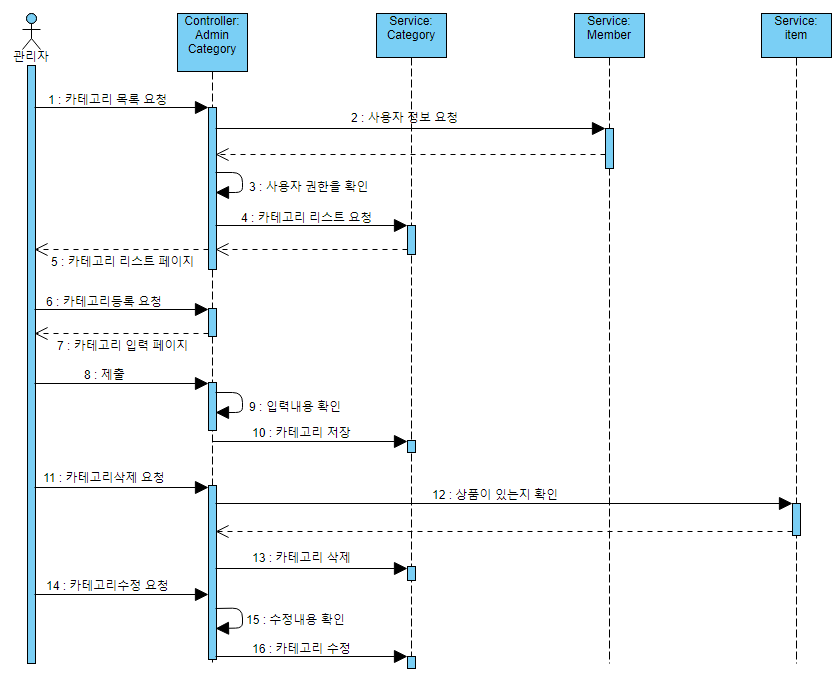 Controller:
Admin
Category
Service:
Category
Service:
Member
Service:
item
관리자
1 : 카테고리 목록 요청
2 : 사용자 정보 요청
3 : 사용자 권한을 확인
4 : 카테고리 리스트 요청
5 : 카테고리 리스트 페이지
6 : 카테고리등록 요청
7 : 카테고리 입력 페이지
8 : 제출
9 : 입력내용 확인
10 : 카테고리 저장
11 : 카테고리삭제 요청
12 : 상품이 있는지 확인
13 : 카테고리 삭제
14 : 카테고리수정 요청
15 : 수정내용 확인
16 : 카테고리 수정